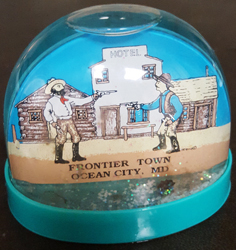 HOTEL
FRONTIER TOWN
OCEAN CITY, MD